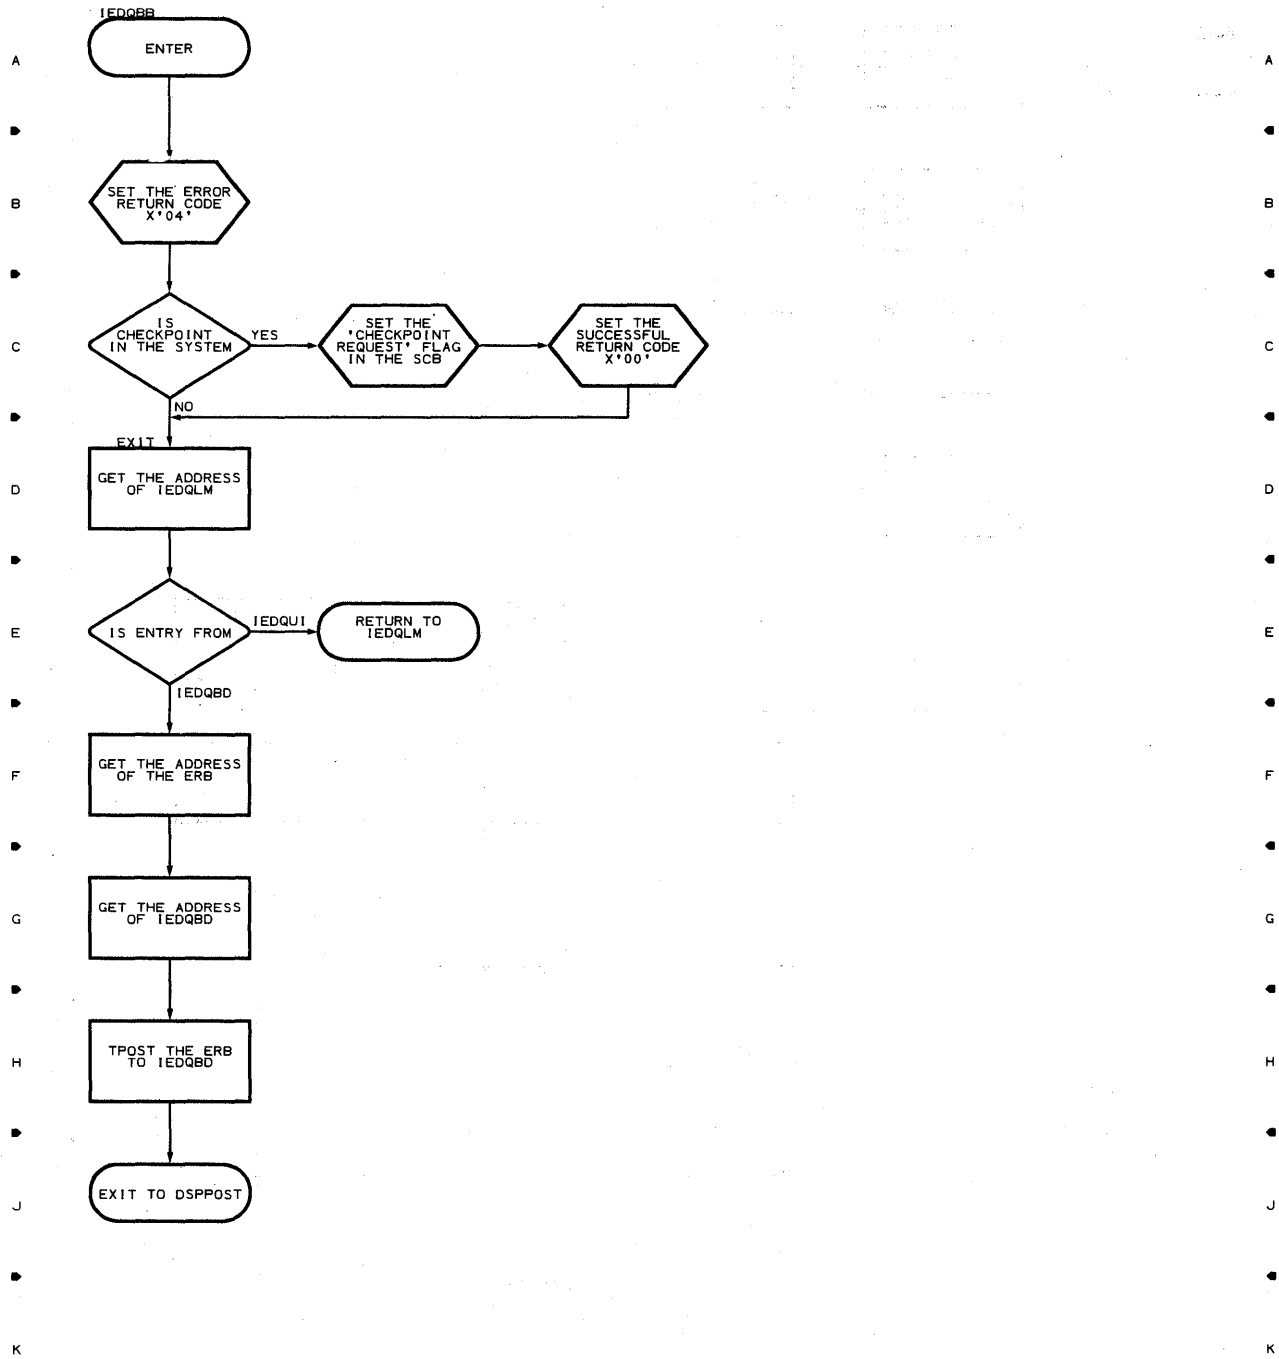 IEDQBB
ENTER
A
A
SET THE ERROR
RETURN CODE
X'04'
B
B
IS
CHECKPOINT
IN THE SYSTEM
YES
SET THE
'CHECKPOINT
REQUEST' FLAG
IN THE SCB
SET THE
SUCCESSFUL
RETURN CODE
X'00'
C
C
NO
EXIT
GET THE ADDRESS
OF IEDQLM
D
D
IS ENTRY FROM
IEDQUI
RETURN TO
IEDQLM
E
E
IEDQBD
GET THE ADDRESS
OF THE ERB
F
F
GET THE ADDRESS
OF IEDQBD
G
G
TPOST THE ERB
TO IEDQBD
H
H
EXIT TO DSPPOST
J
J
K
K